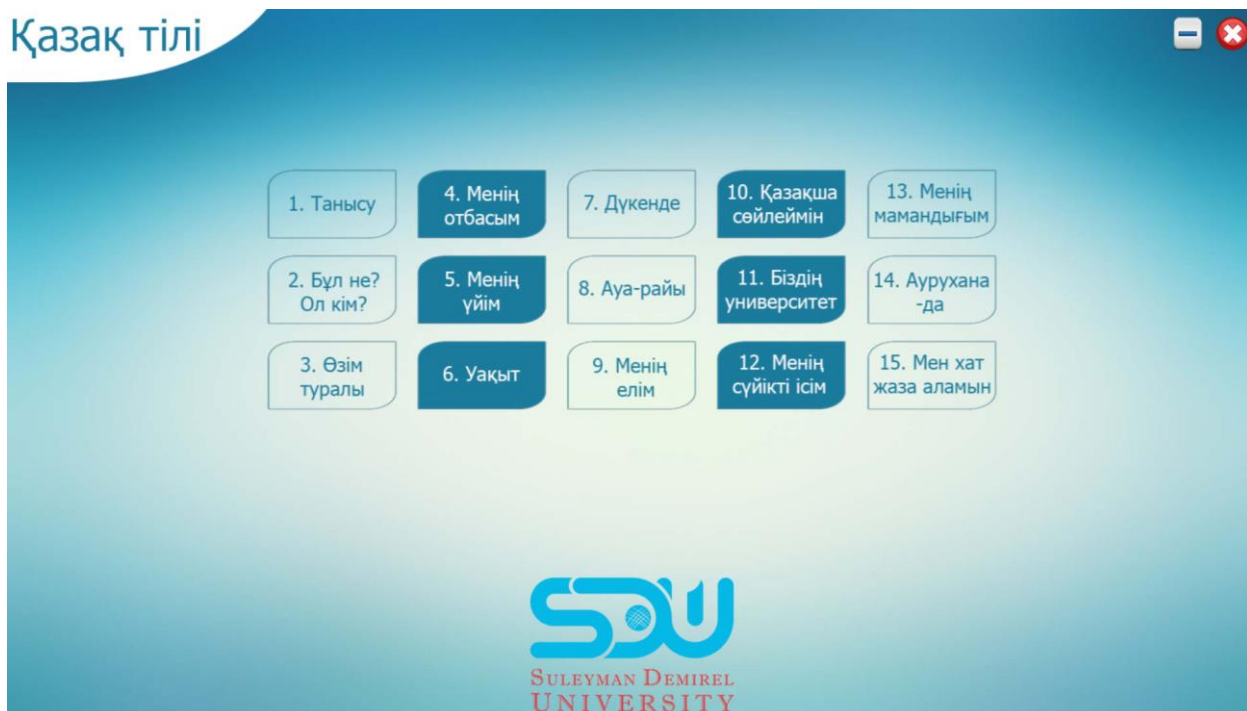 Қазақ тілі
1. Танысу
2. Бұл не?
Ол кім?
3. Өзім
туралы
4. Менің
отбасым
5. Менің
үйім
6. Уақыт
7. Дүкенде
8. Ауа-райы
9. Менің
елім
10. Қазақша
сөйлеймін
11. Біздің
университет
12. Менің
сүйікті ісім
13. Менің
мамандығым
14. Аурухана
-да
15. Мен хат
жаза аламын
SDU
SULEYMAN DEMIREL
UNIVERSITY